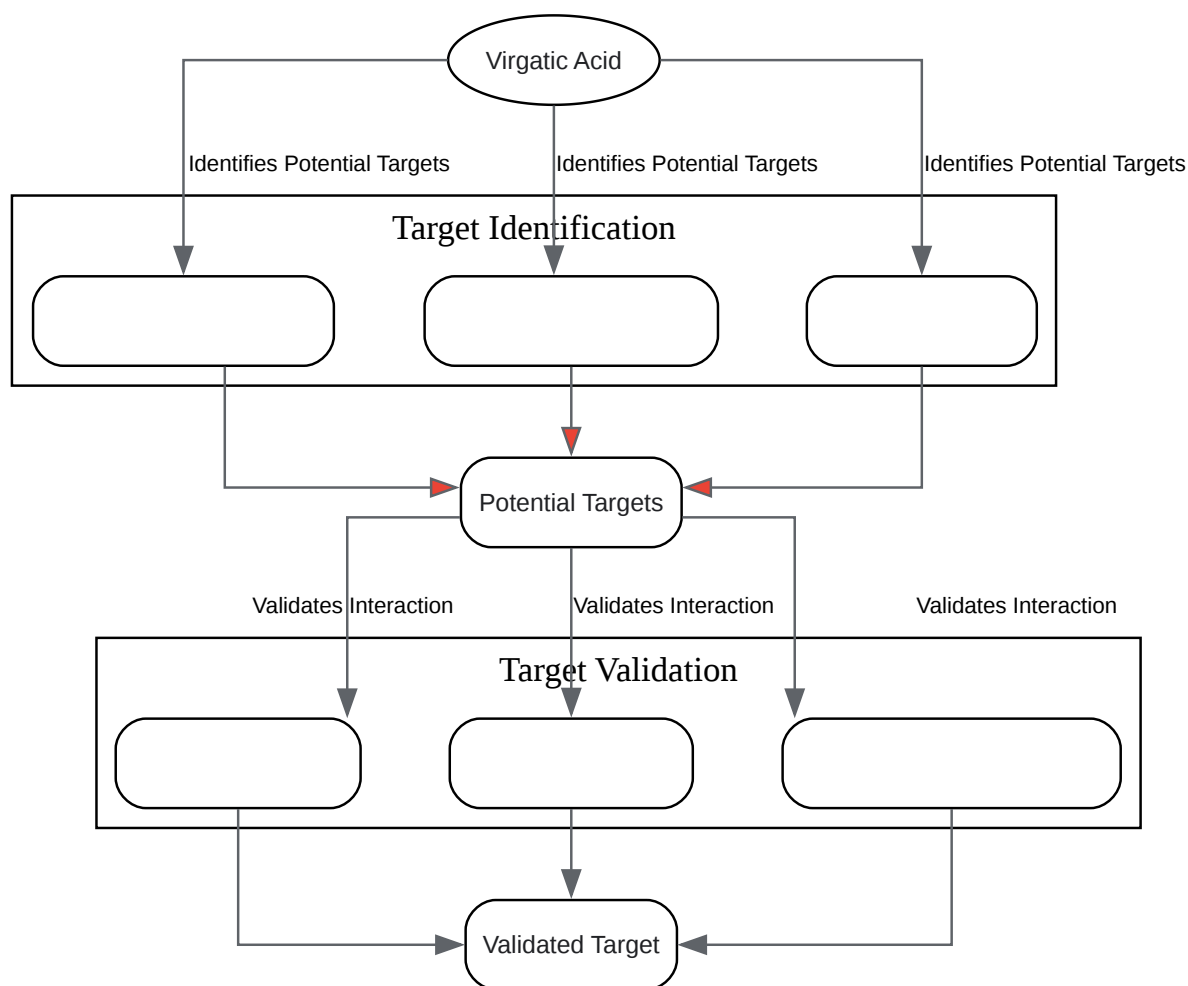 Virgatic Acid
Identifies Potential Targets
Identifies Potential Targets
Identifies Potential Targets
Target Identification
Potential Targets
Validates Interaction
Validates Interaction
Validates Interaction
Target Validation
Validated Target